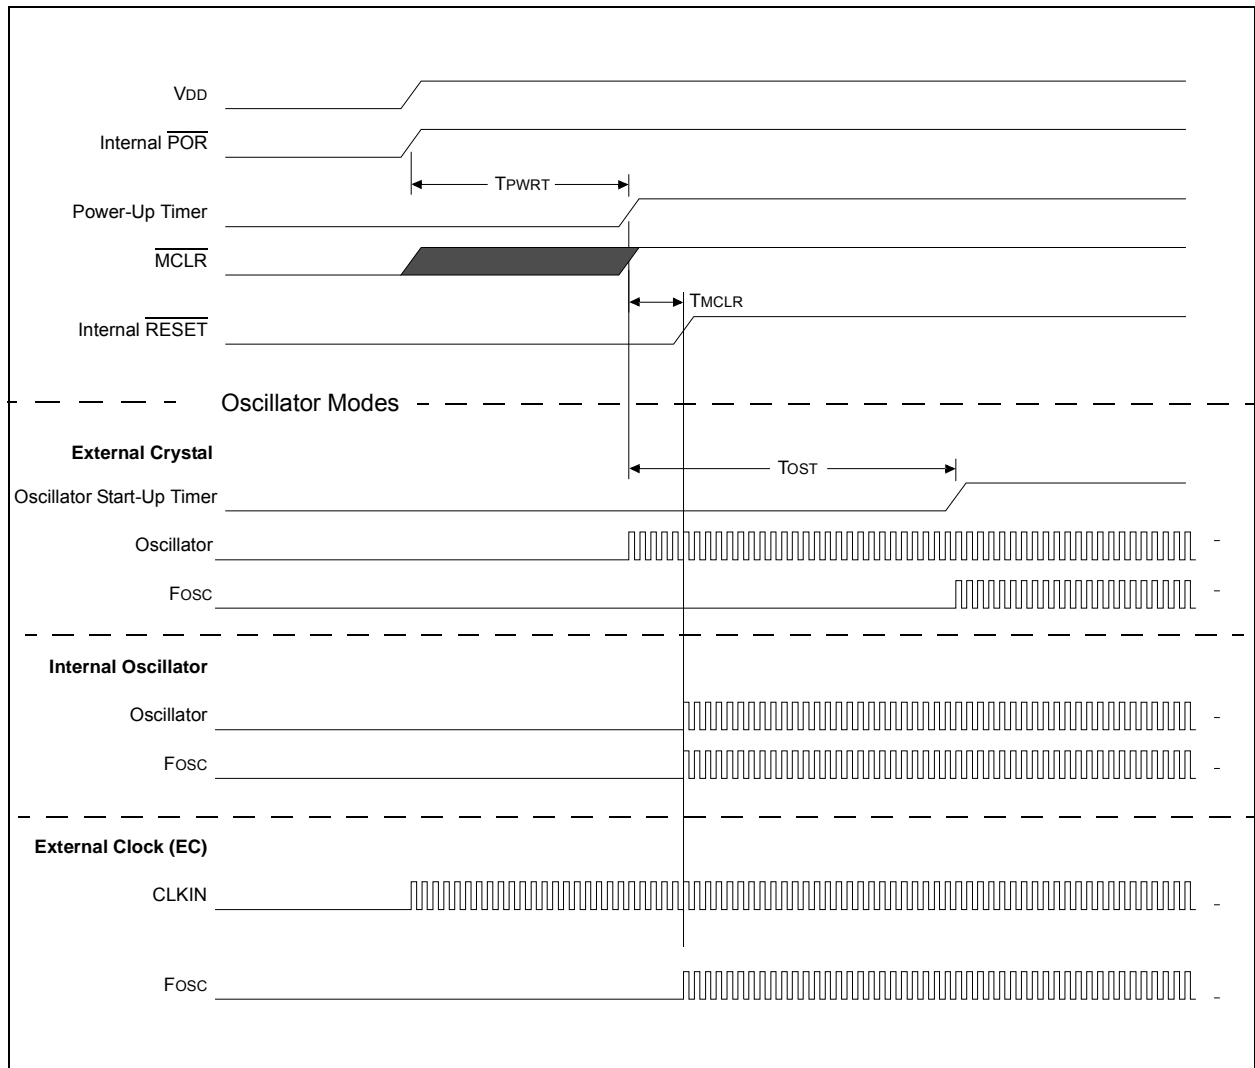 VDD
Internal POR
TPWRT
Power-Up Timer
MCLR
TMCLR
Internal RESET
Oscillator Modes
External Crystal
TOST
Oscillator Start-Up Timer
Oscillator
FOSC
Internal Oscillator
Oscillator
FOSC
External Clock (EC)
CLKIN
FOSC